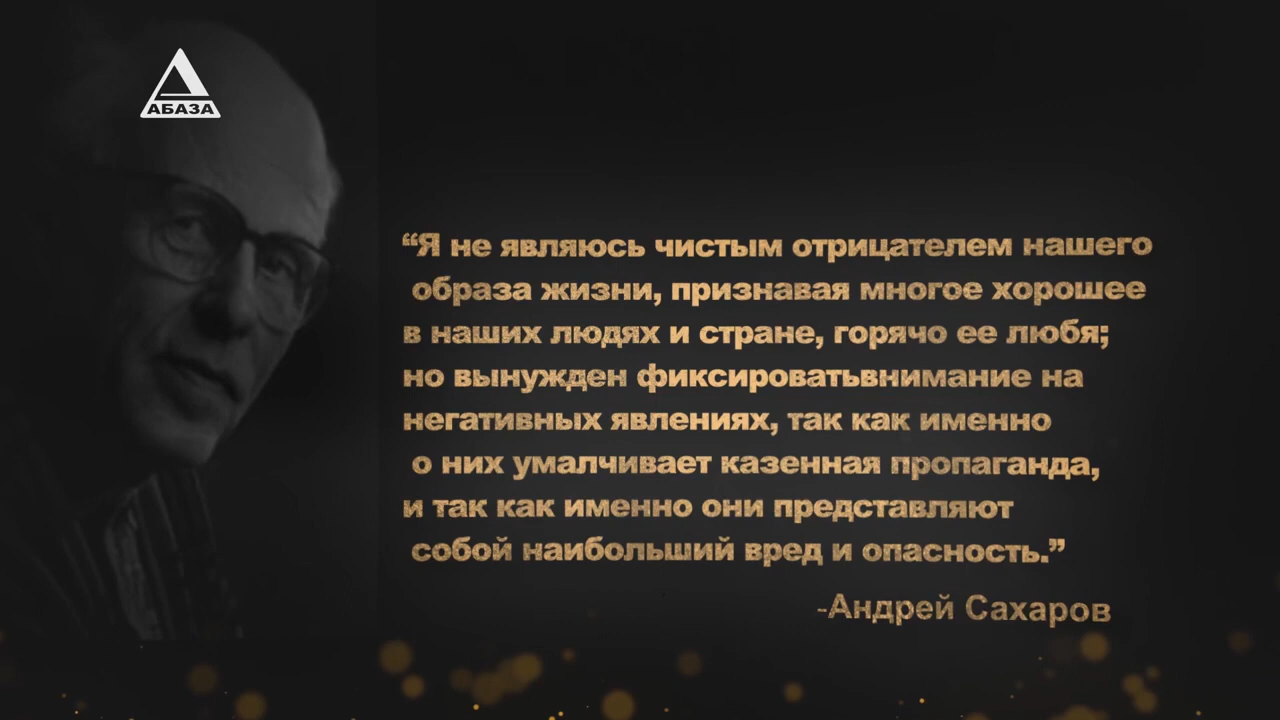 АБАЗА
“Я не являюсь чистым отрицателем нашего
образа жизни, признавая многое хорошее
в наших людях и стране, горячо ее любя;
но вынужден фиксироватьвнимание на
негативных явлениях, так как именно
о них умалчивает казенная пропаганда,
и так как именно они представляют
собой наибольший вред и опасность.”
-Андрей Сахаров